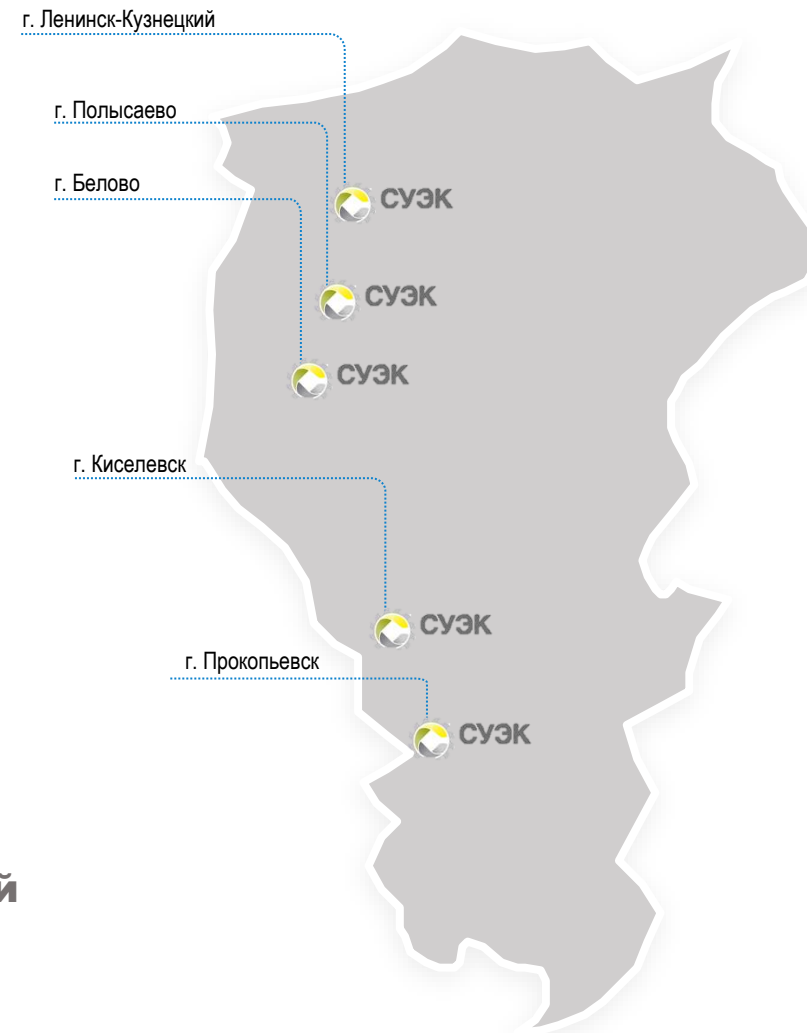 г. Ленинск-Кузнецкий
г. Полысаево
г. Белово
СУЭК
СУЭК
СУЭК
г. Киселевск
СУЭК
г. Прокопьевск
СУЭК
й